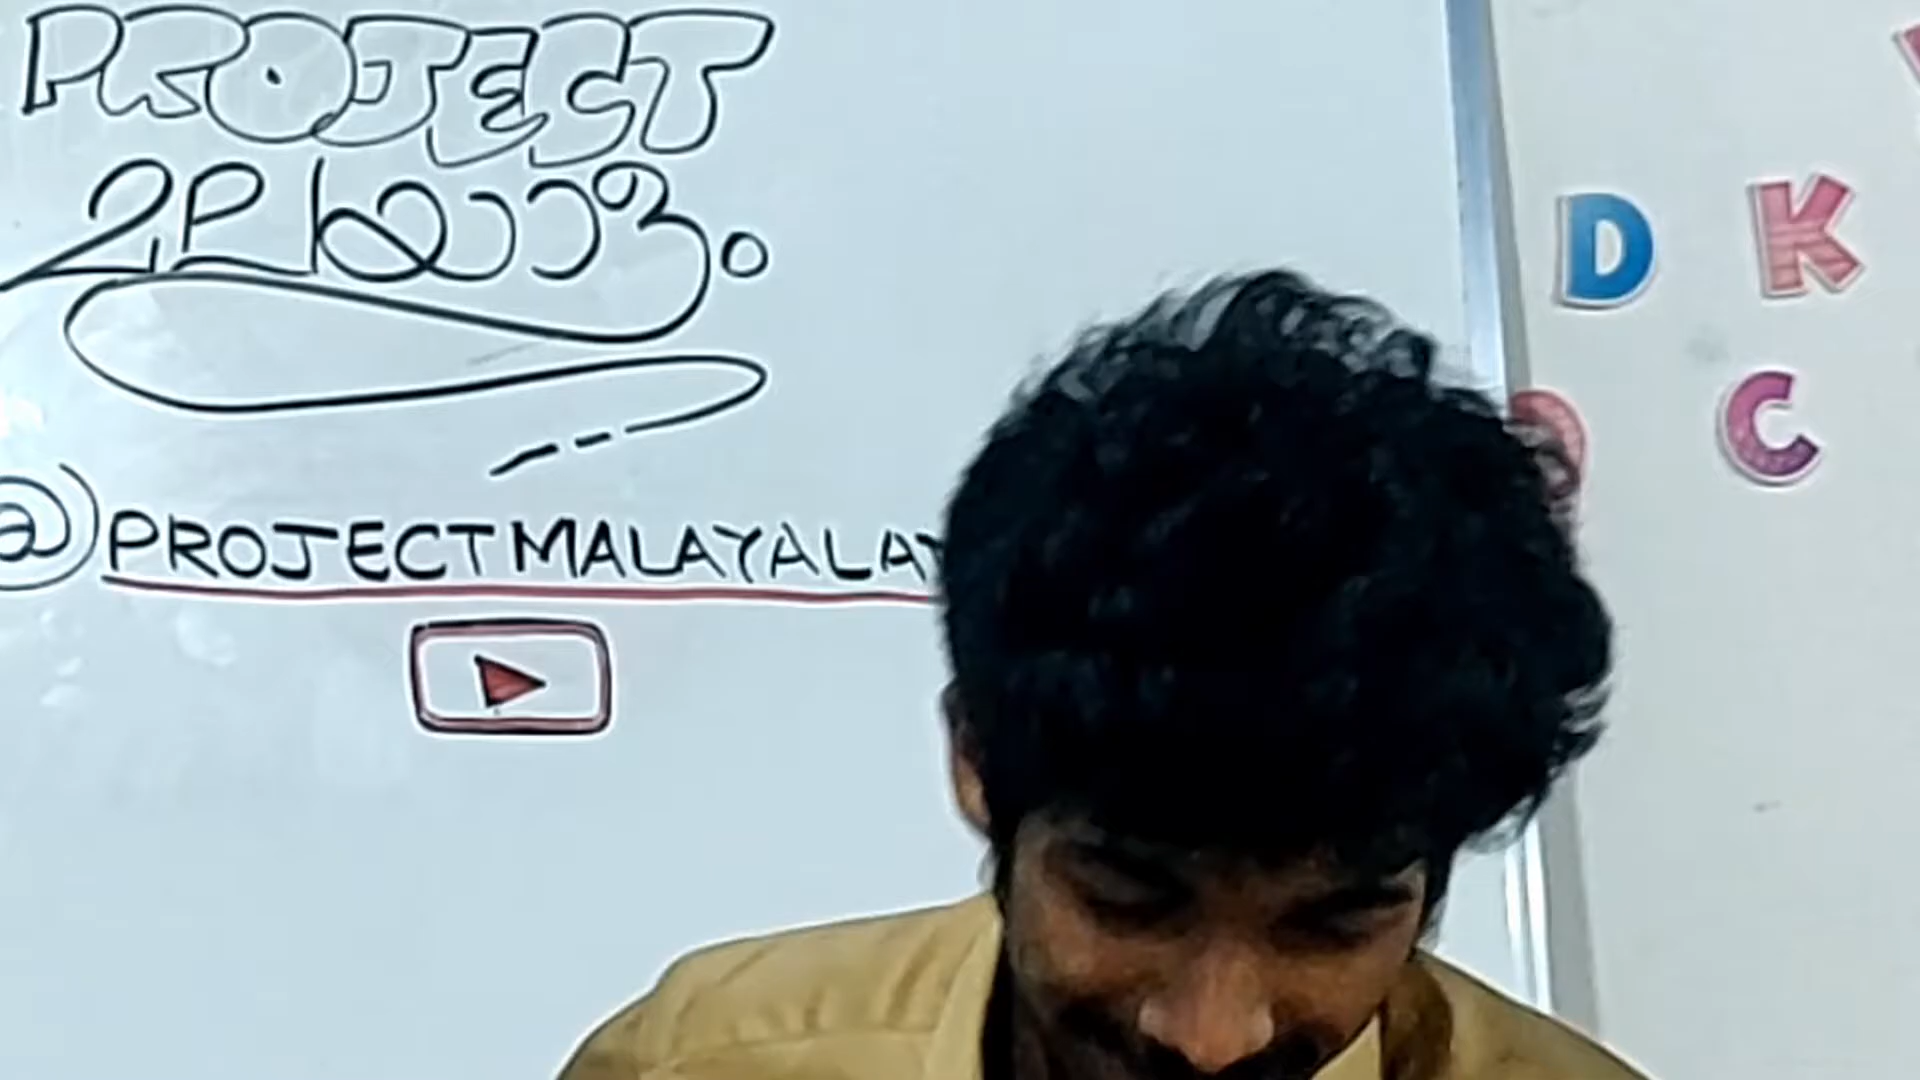 PROJECT
മലയാളം
@PROJECTMALAYALA
D K
C